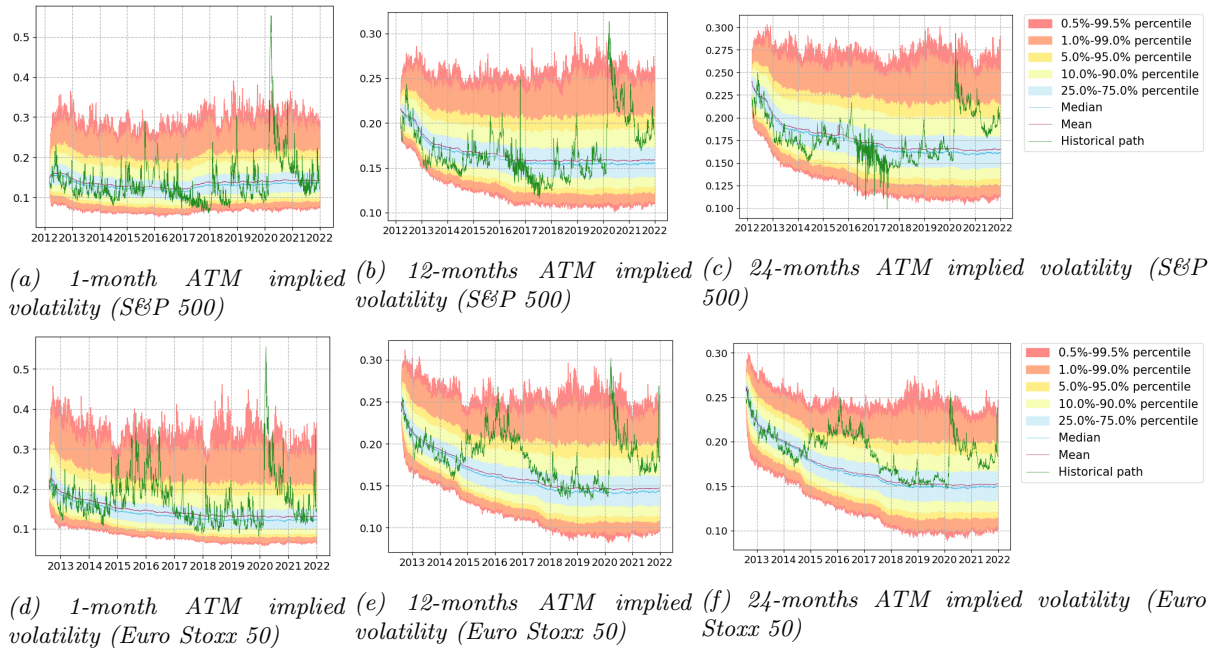 0.5
0.4
0.3
0.2
0.1
2012 2013 2014 2015 2016 2017 2018 2019 2020 2021 2022
(a) 1-month ATM implied
volatility (S&P 500)
0.30
0.25
0.20
0.15
0.10
2012 2013 2014 2015 2016 2017 2018 2019 2020 2021 2022
(b) 12-months ATM implied
volatility (S&P 500)
0.300
0.275
0.250
0.225
0.200
0.175
0.150
0.125
0.100
2012 2013 2014 2015 2016 2017 2018 2019 2020 2021 2022
(c) 24-months ATM implied volatility (S&P
500)
0.5%-99.5% percentile
1.0%-99.0% percentile
5.0%-95.0% percentile
10.0%-90.0% percentile
25.0%-75.0% percentile
Median
Mean
Historical path
0.5
0.4
0.3
0.2
0.1
2013 2014 2015 2016 2017 2018 2019 2020 2021 2022
(d) 1-month ATM implied
volatility (Euro Stoxx 50)
0.30
0.25
0.20
0.15
0.10
2013 2014 2015 2016 2017 2018 2019 2020 2021 2022
(e) 12-months ATM implied
volatility (Euro Stoxx 50)
0.30
0.25
0.20
0.15
0.10
2013 2014 2015 2016 2017 2018 2019 2020 2021 2022
(f) 24-months ATM implied volatility (Euro
Stoxx 50)
0.5%-99.5% percentile
1.0%-99.0% percentile
5.0%-95.0% percentile
10.0%-90.0% percentile
25.0%-75.0% percentile
Median
Mean
Historical path